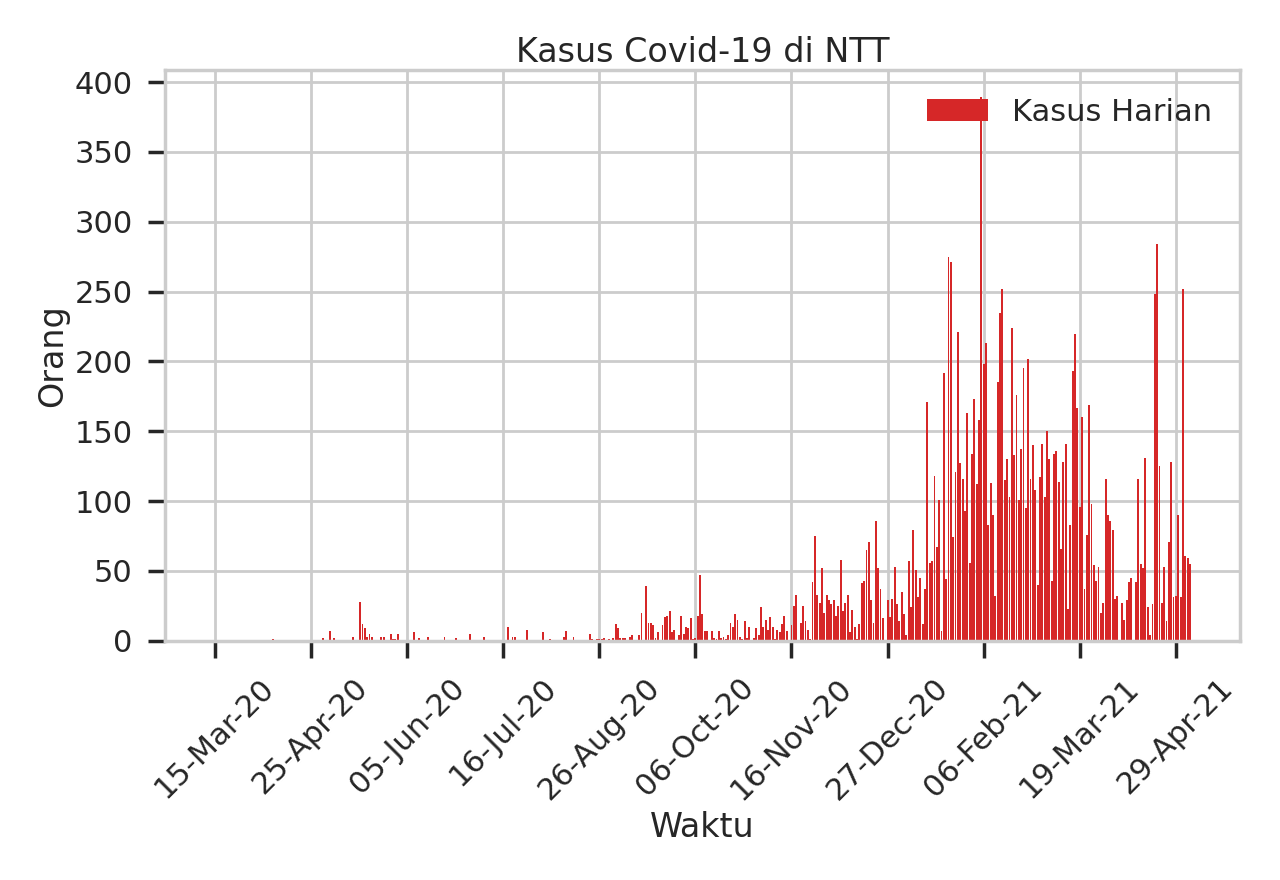 Kasus Covid-19 di NTT
Kasus Harian
Orang
400
350
300
250
200
150
100
50
0
15-Mar-20
25-Apr-20
05-Jun-20
16-Jul-20
26-Aug-20
06-Oct-20
16-Nov-20
27-Dec-20
06-Feb-21
19-Mar-21
29-Apr-21
Waktu